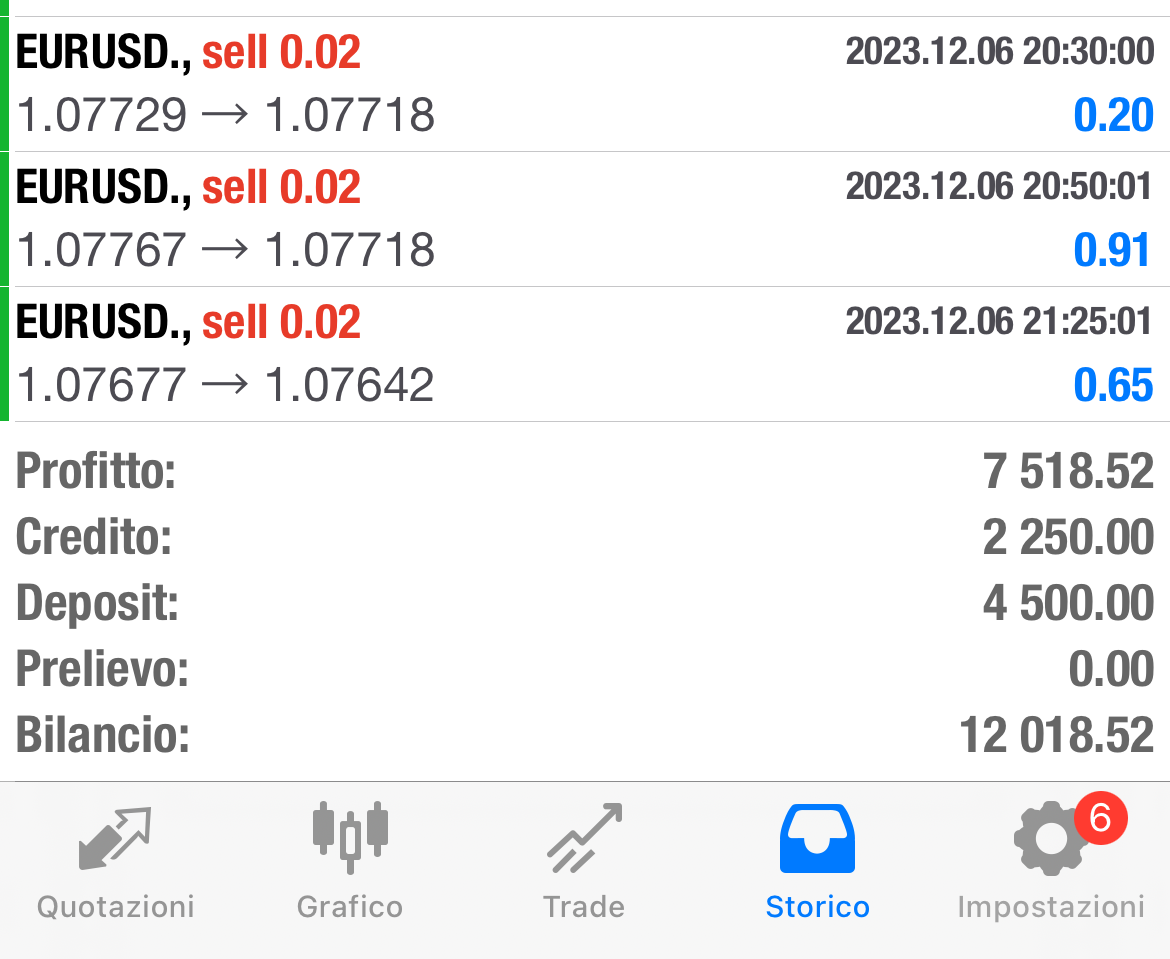 EURUSD., sell 0.02 2023.12.06 20:30:00
1.07729 → 1.07718 0.20
EURUSD., sell 0.02 2023.12.06 20:50:01
1.07767 → 1.07718 0.91
EURUSD., sell 0.02 2023.12.06 21:25:01
1.07677 → 1.07642 0.65
Profitto: 7 518.52
Credito: 2 250.00
Deposit: 4 500.00
Prelievo: 0.00
Bilancio: 12 018.52
6
Quotazioni Grafico Trade Storico Impostazioni